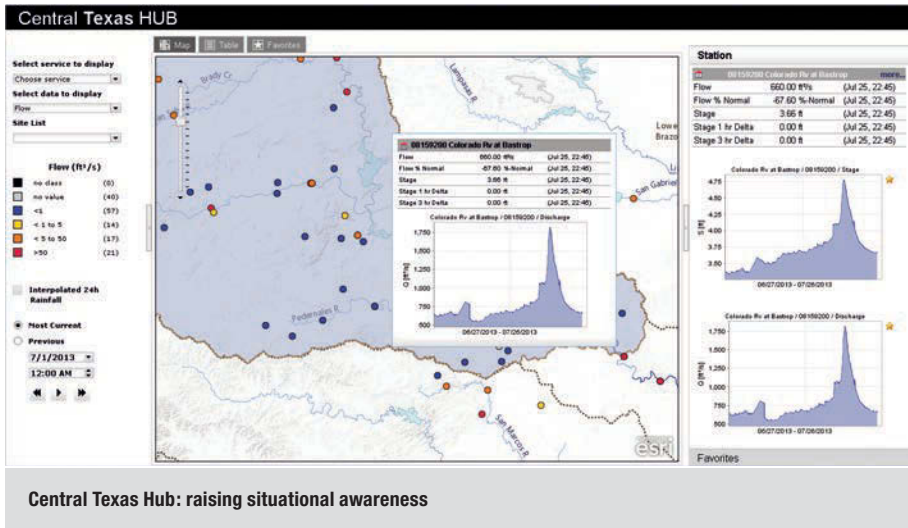 Central Texas HUB
Map Table Favorites
Select service to display
Choose service
Select data to display
Flow
Site List
Flow (ft³/s)
no class (0)
no value (40)
<1 (57)
< 1 to 5 (14)
< 5 to 50 (17)
>50 (21)
Interpolated 24h
Rainfall
Most Current
Previous
7/1/2013
12:00 AM
Brady Cr.
Lampasas R.
Lowe
Brazo
San Gabriel
Pedernales R.
San Marcos R.
esri
08159200 Colorado Rv at Bastrop
Flow 660.00 ft³/s (Jul 25, 22:45)
Flow % Normal -67.60 %-Normal (Jul 25, 22:45)
Stage 3.66 ft (Jul 25, 22:45)
Stage 1 hr Delta 0.00 ft (Jul 25, 22:45)
Stage 3 hr Delta 0.00 ft (Jul 25, 22:45)
Colorado Rv at Bastrop / 08159200 / Discharge
Q [ft³/s]
1,750
1,500
1,250
1,000
750
500
06/27/2013 - 07/26/2013
Station
08159200 Colorado Rv at Bastrop more...
Flow 660.00 ft³/s (Jul 25, 22:45)
Flow % Normal -67.60 %-Normal (Jul 25, 22:45)
Stage 3.66 ft (Jul 25, 22:45)
Stage 1 hr Delta 0.00 ft (Jul 25, 22:45)
Stage 3 hr Delta 0.00 ft (Jul 25, 22:45)
Colorado Rv at Bastrop / 08159200 / Stage
S [ft]
4.75
4.50
4.00
3.75
3.50
06/27/2013 - 07/26/2013
Colorado Rv at Bastrop / 08159200 / Discharge
Q [ft³/s]
1,750
1,500
1,250
1,000
750
500
06/27/2013 - 07/26/2013
Favorites
Central Texas Hub: raising situational awareness